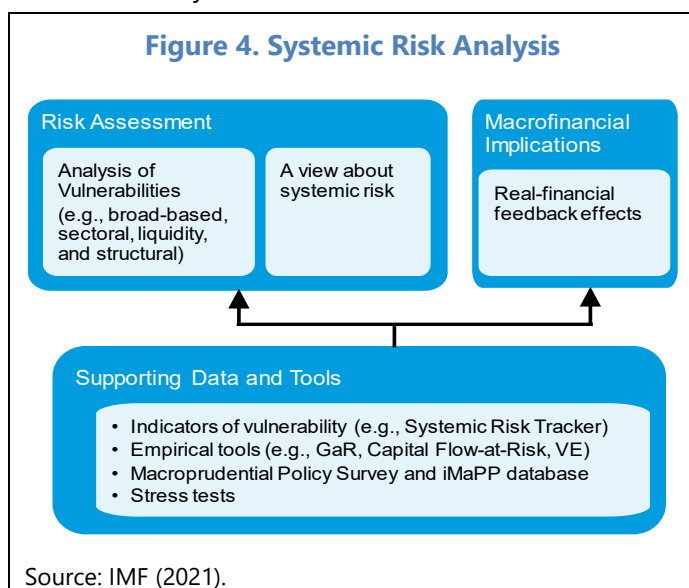 Figure 4. Systemic Risk Analysis
Risk Assessment
Analysis of
Vulnerabilities
(e.g., broad-based,
sectoral, liquidity,
and structural)
A view about
systemic risk
Macrofinancial
Implications
Real-financial
feedback effects
Supporting Data and Tools
• Indicators of vulnerability (e.g., Systemic Risk Tracker)
• Empirical tools (e.g., GaR, Capital Flow-at-Risk, VE)
• Macroprudential Policy Survey and iMaPP database
• Stress tests
Source: IMF (2021).